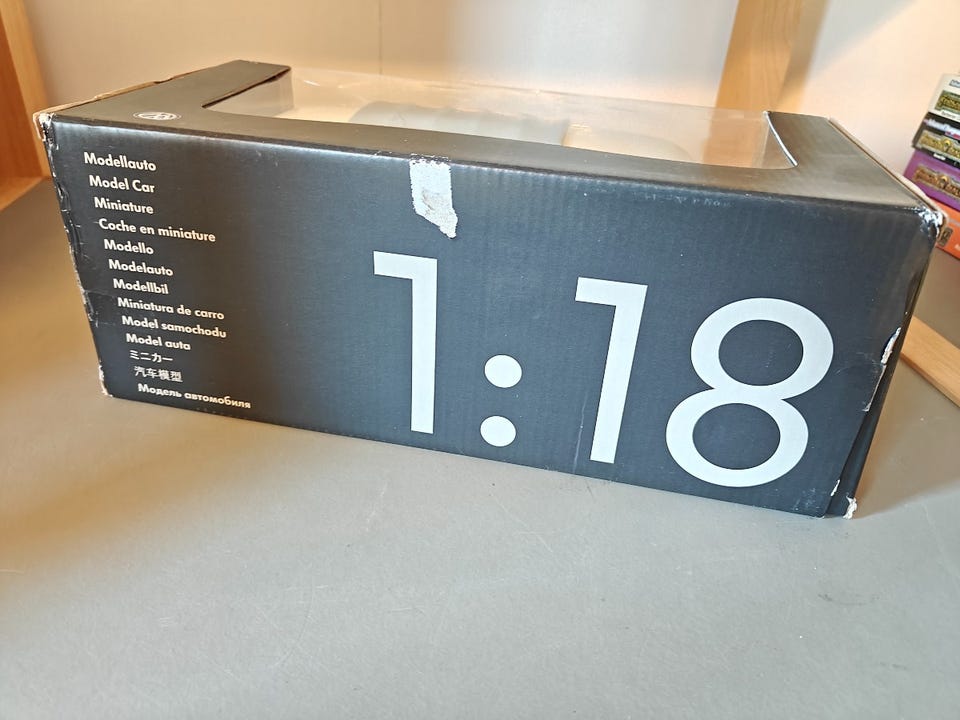 Modellauto
Model Car
Miniature
Coche en miniature
Modello
Modelauto
Modellbil
Miniatura de carro
Model samochodu
Model auta
ミニカー
汽车模型
Модель автомобиля
1:18